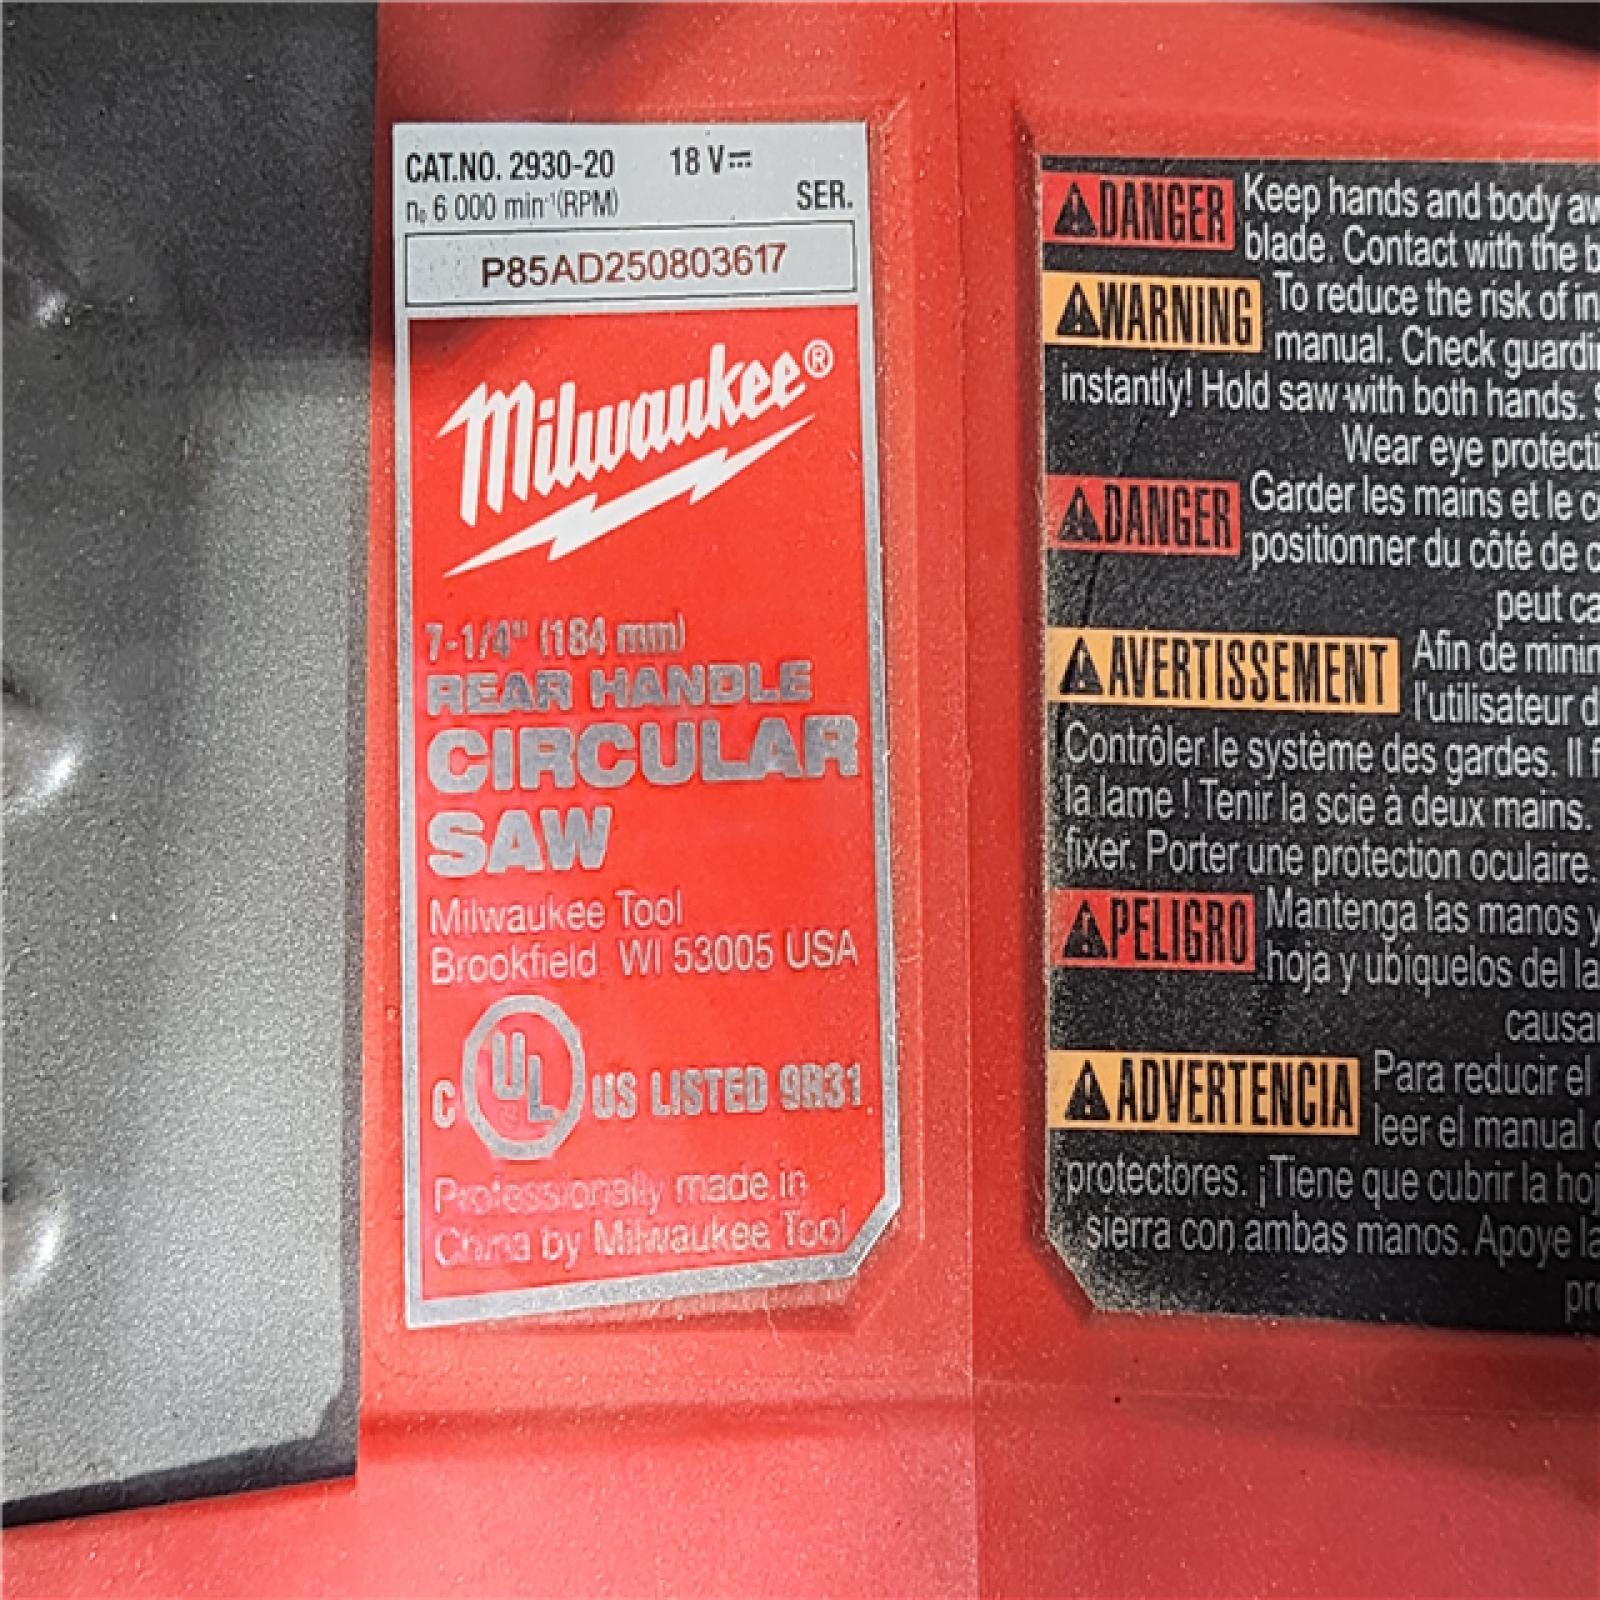 CAT.NO. 2930-20 18 V⎓
n₀ 6 000 min⁻¹(RPM) SER.
P85AD250803617
Milwaukee®
7-1/4" (184 mm)
REAR HANDLE
CIRCULAR
SAW
Milwaukee Tool
Brookfield WI 53005 USA
C UL US LISTED 9R31
Professionally made in
China by Milwaukee Tool
DANGER Keep hands and body
blade. Contact with the
WARNING To reduce the risk of
manual. Check
instantly! Hold saw with both hands.
Wear eye
DANGER Garder les mains et le
positionner du côté de
peut
AVERTISSEMENT Afin de
l'utilisateur
Contrôler le système des gardes. Il
la lame ! Tenir la scie à deux mains.
fixer. Porter une protection oculaire.
PELIGRO Mantenga las manos y
hoja y ubíquelos del
ADVERTENCIA Para reducir el
leer el manual
protectores. ¡Tiene que cubrir la
sierra con ambas manos. Apoye